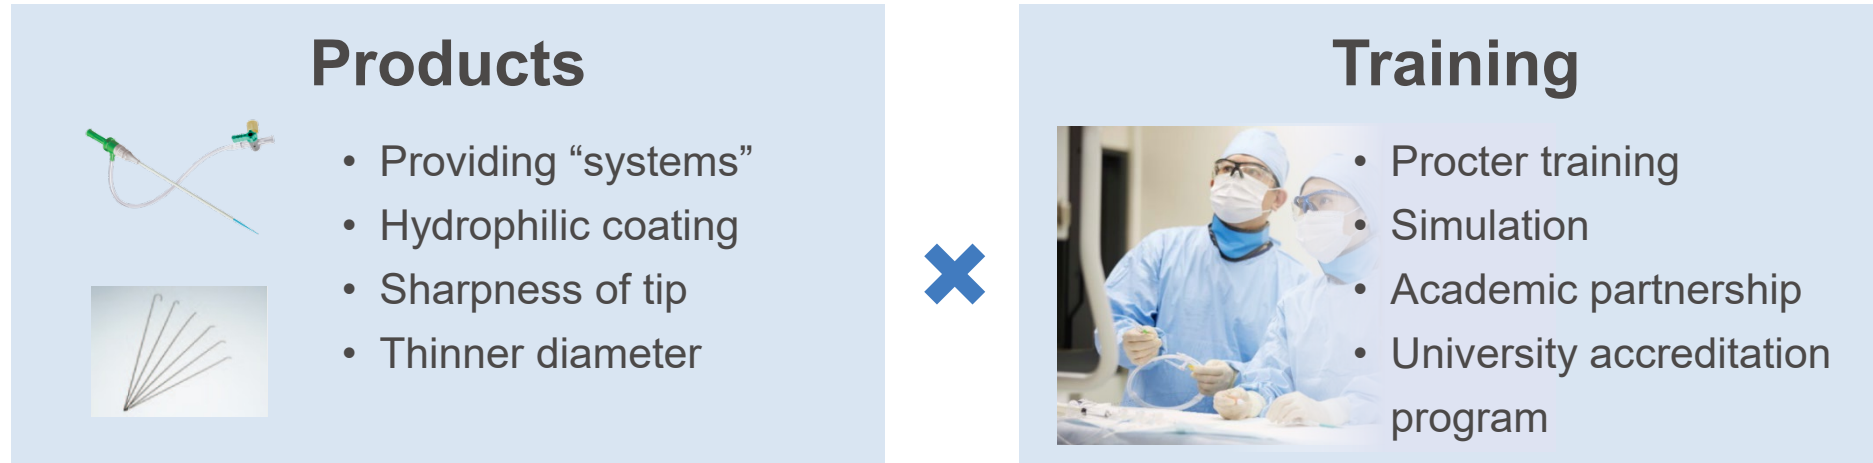 Products
• Providing “systems”
• Hydrophilic coating
• Sharpness of tip
• Thinner diameter
Training
• Procter training
• Simulation
• Academic partnership
• University accreditation
program